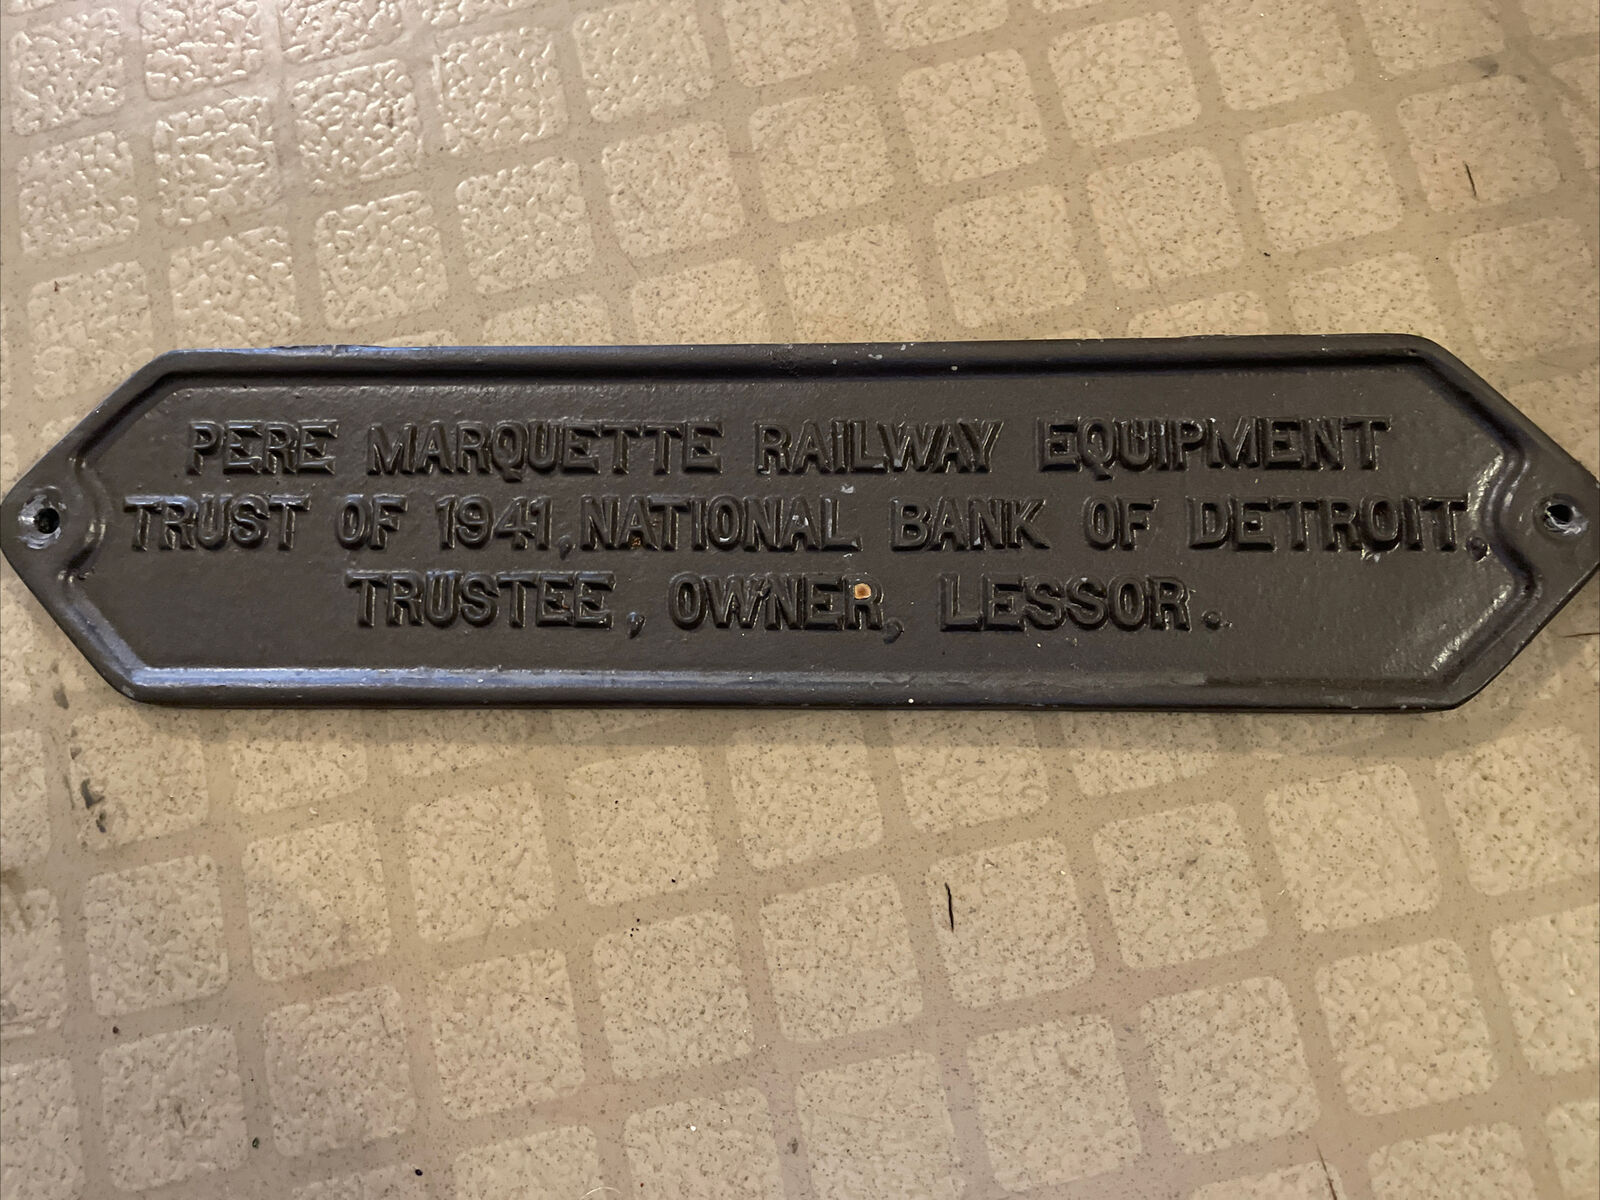 PERE MARQUETTE RAILWAY EQUIPMENT
TRUST OF 1941, NATIONAL BANK OF DETROIT,
TRUSTEE, OWNER, LESSOR.